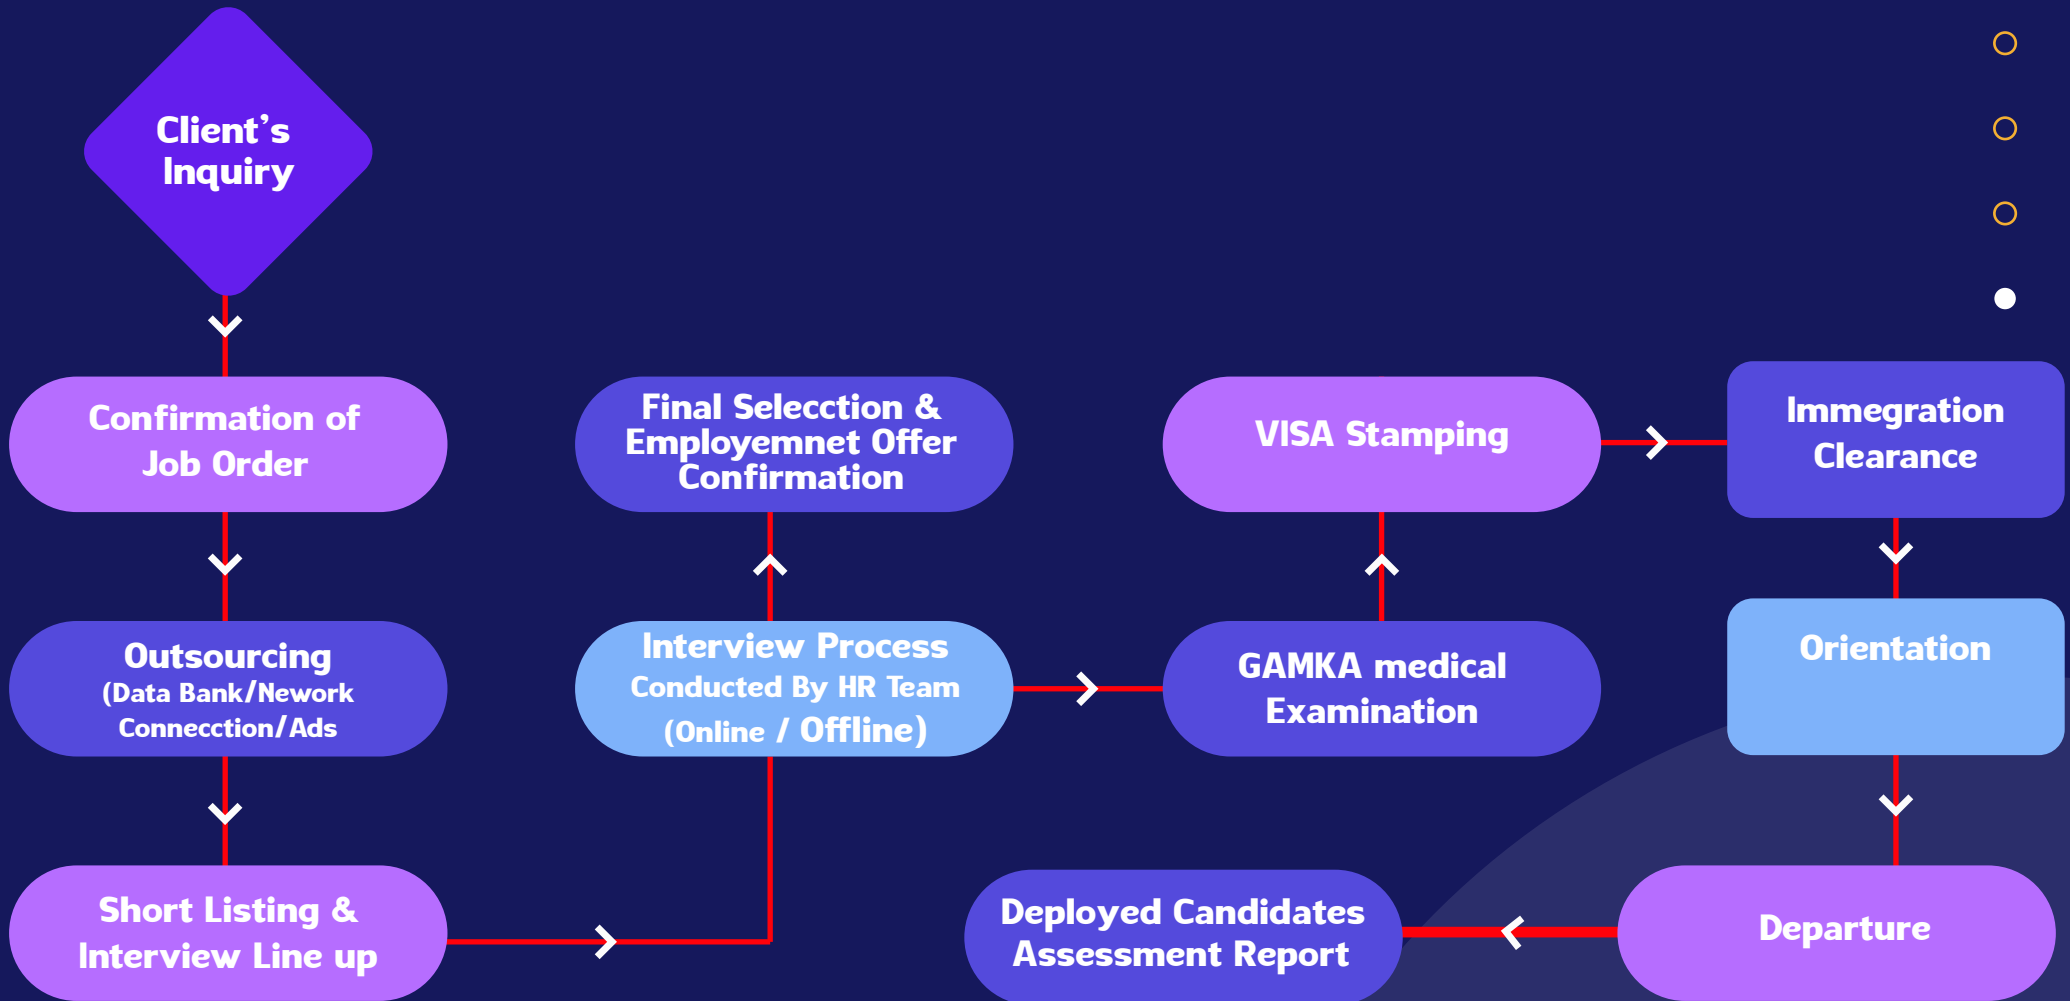 Client's
Inquiry
Confirmation of
Job Order
Outsourcing
(Data Bank/Nework
Connecction/Ads
Short Listing &
Interview Line up
Final Selecction &
Employemnet Offer
Confirmation
Interview Process
Conducted By HR Team
(Online / Offline)
GAMKA medical
Examination
VISA Stamping
Immegration
Clearance
Orientation
Departure
Deployed Candidates
Assessment Report